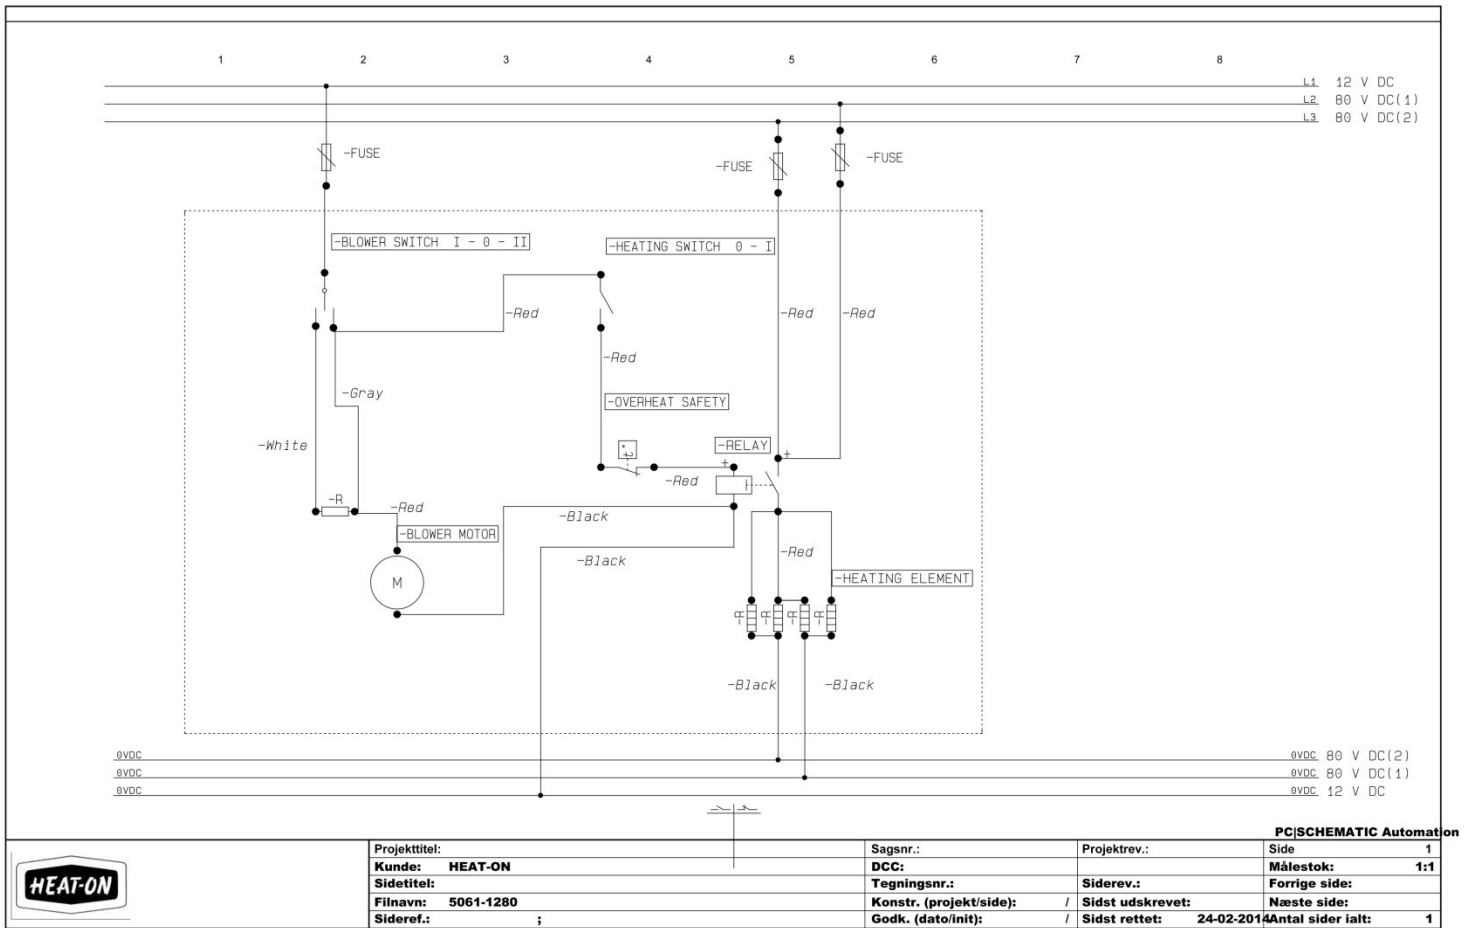 1 2 3 4 5 6 7 8
L1 12 V DC
L2 80 V DC(1)
L3 80 V DC(2)
-FUSE
-FUSE
-FUSE
-BLOWER SWITCH I - 0 - II
-HEATING SWITCH 0 - I
-Red
-Red
-Red
-Red
-Gray
-OVERHEAT SAFETY
-White
-RELAY
+
+
t°
-Red
-R
-Red
-Black
-BLOWER MOTOR
-Red
-Black
M
-HEATING ELEMENT
-R
-R
-R
-R
-Black
-Black
0VDC 0VDC 80 V DC(2)
0VDC 0VDC 80 V DC(1)
0VDC 0VDC 12 V DC
PC|SCHEMATIC Automation
HEAT-ON
Projekttitel: Sagsnr.: Projektrev.: Side 1
Kunde: HEAT-ON DCC: Målestok: 1:1
Sidetitel: Tegningsnr.: Siderev.: Forrige side:
Filnavn: 5061-1280 Konstr. (projekt/side): / Sidst udskrevet: Næste side:
Sideref.: ; Godk. (dato/init): / Sidst rettet: 24-02-2014 Antal sider ialt: 1